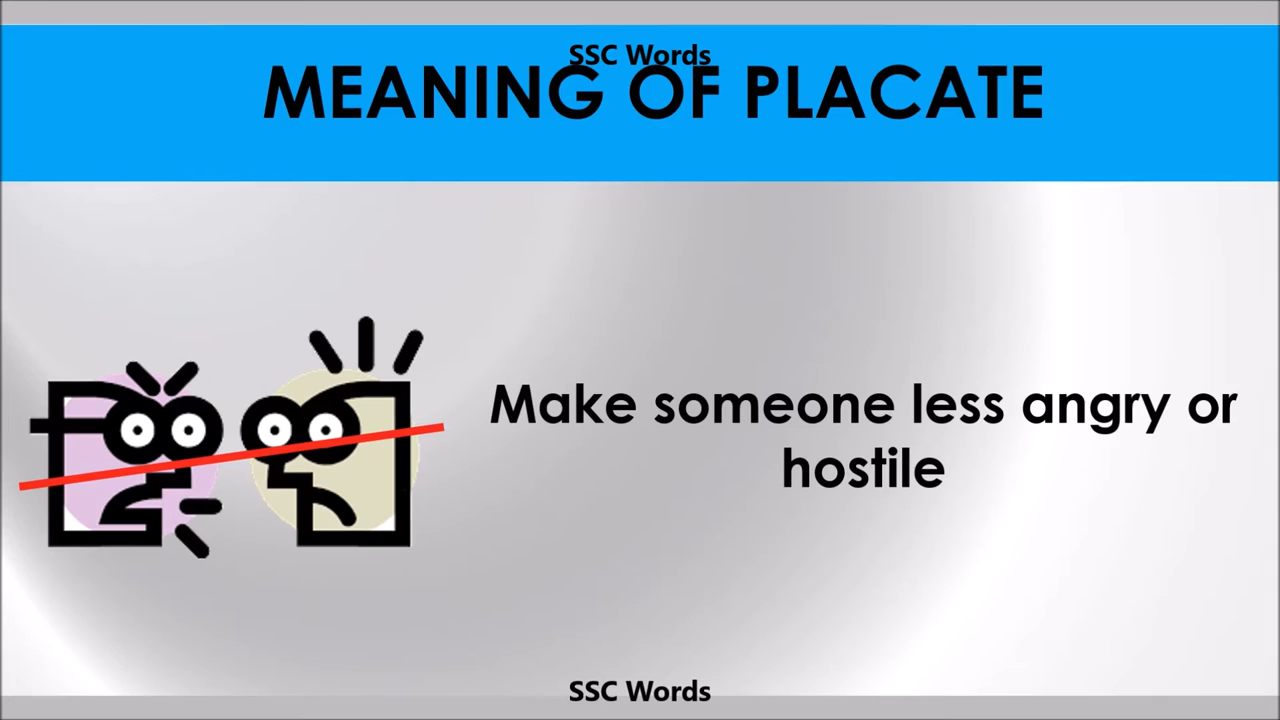 SSC Words
MEANING OF PLACATE
Make someone less angry or
hostile
SSC Words